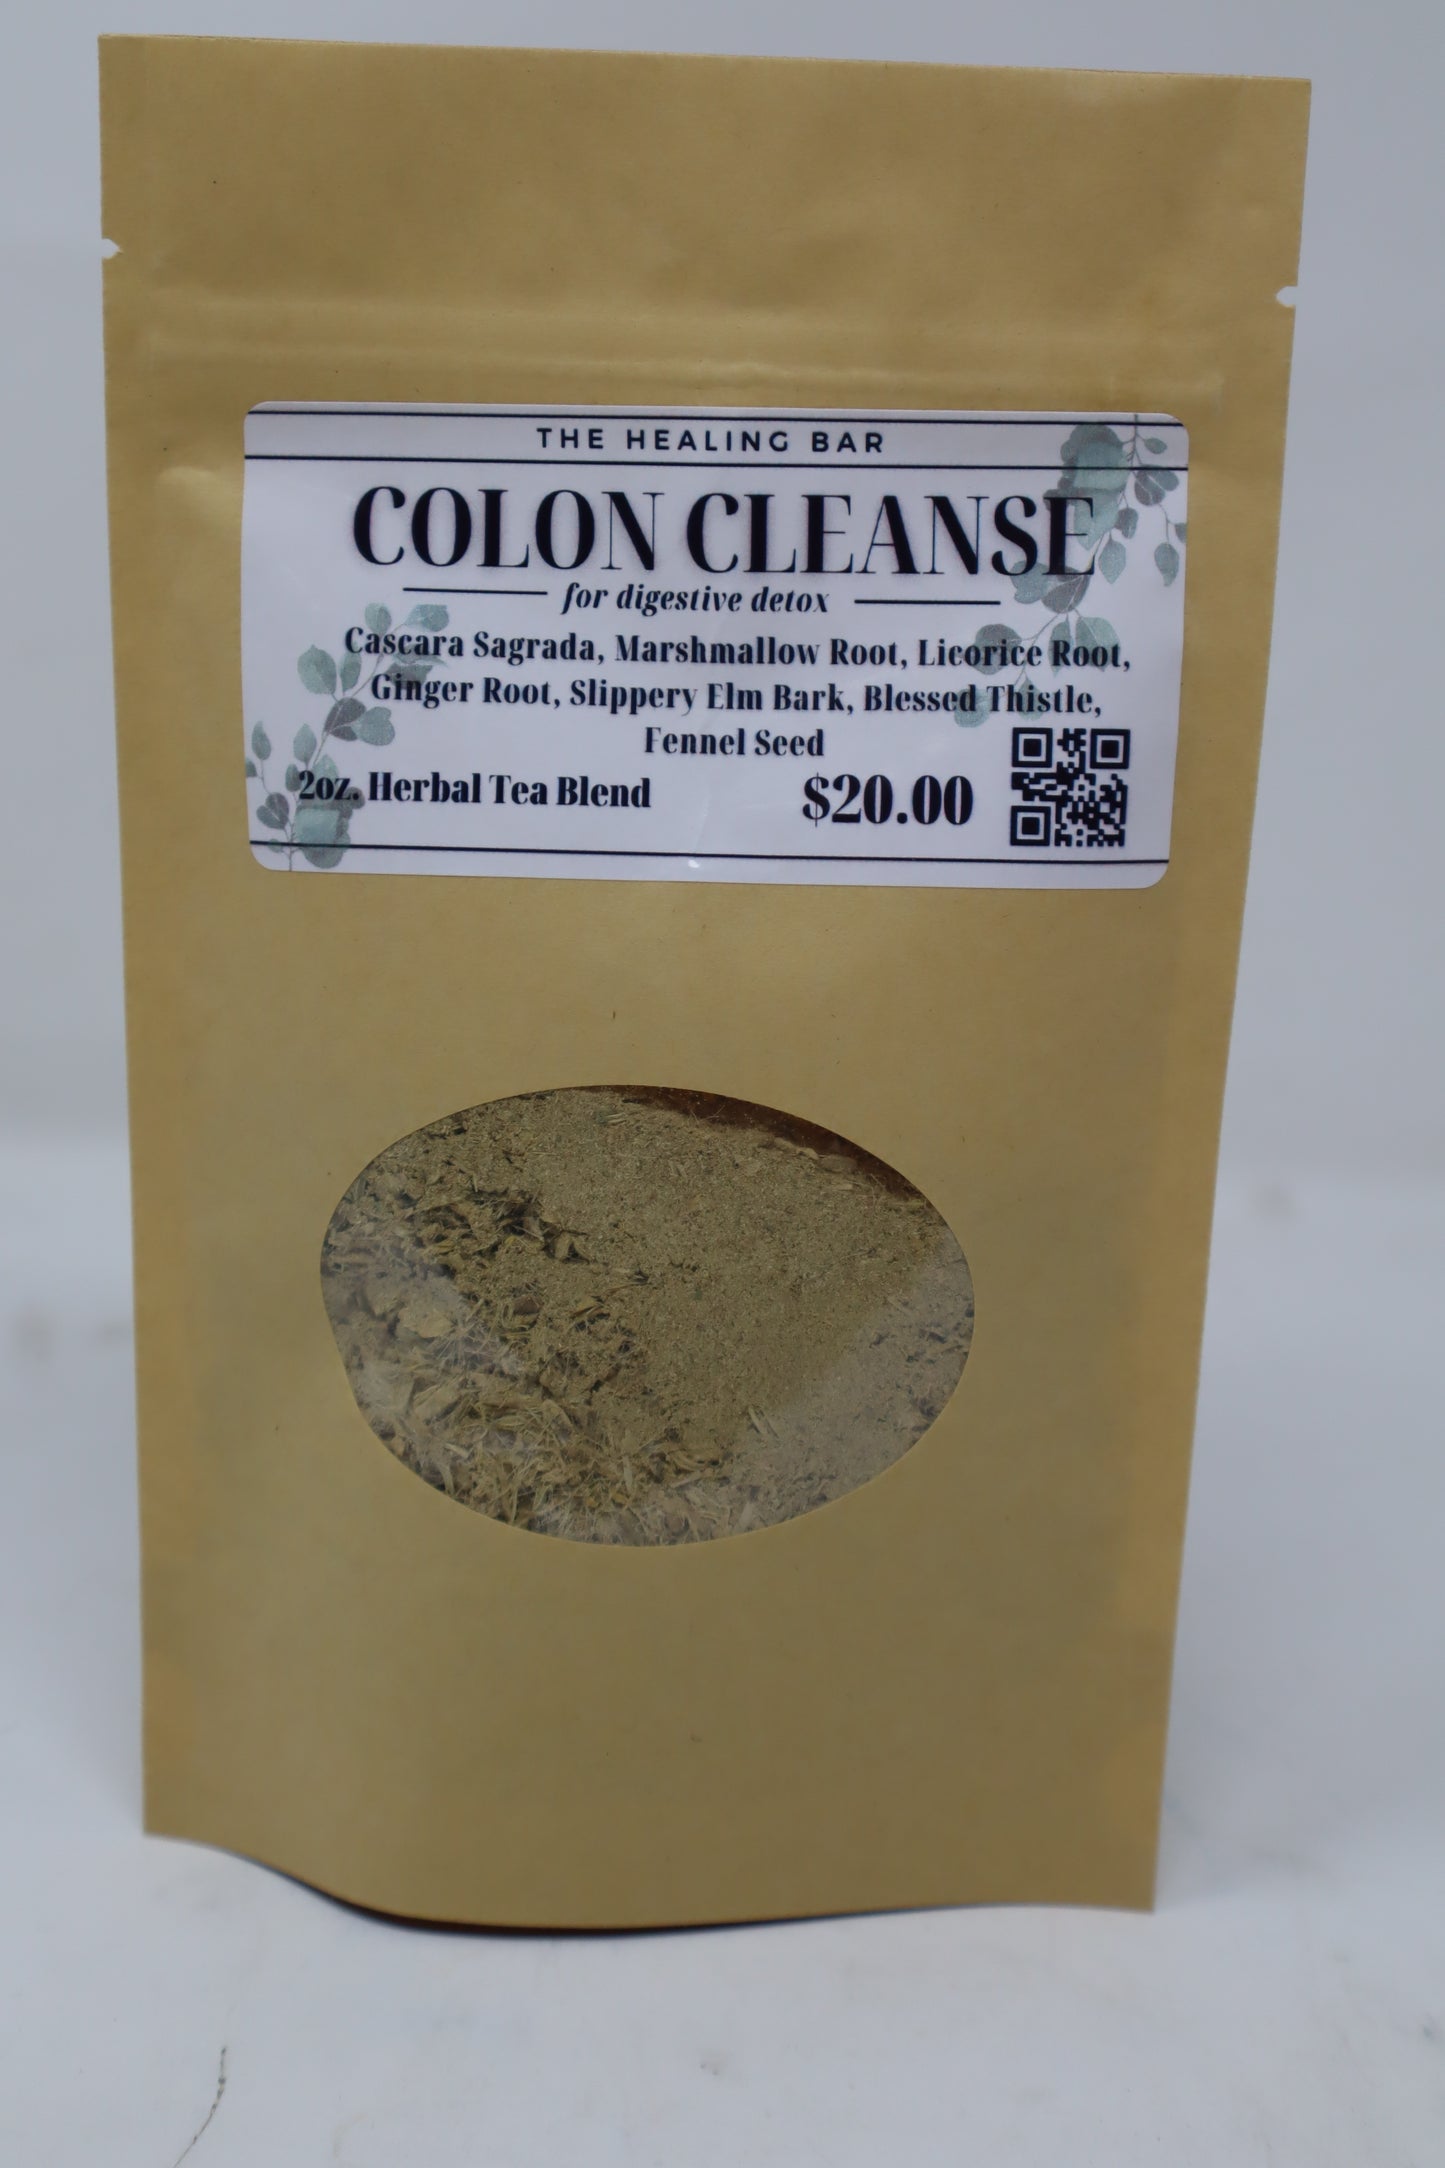 THE HEALING BAR
COLON CLEANSE
for digestive detox
Cascara Sagrada, Marshmallow Root, Licorice Root,
Ginger Root, Slippery Elm Bark, Blessed Thistle,
Fennel Seed
2oz. Herbal Tea Blend $20.00